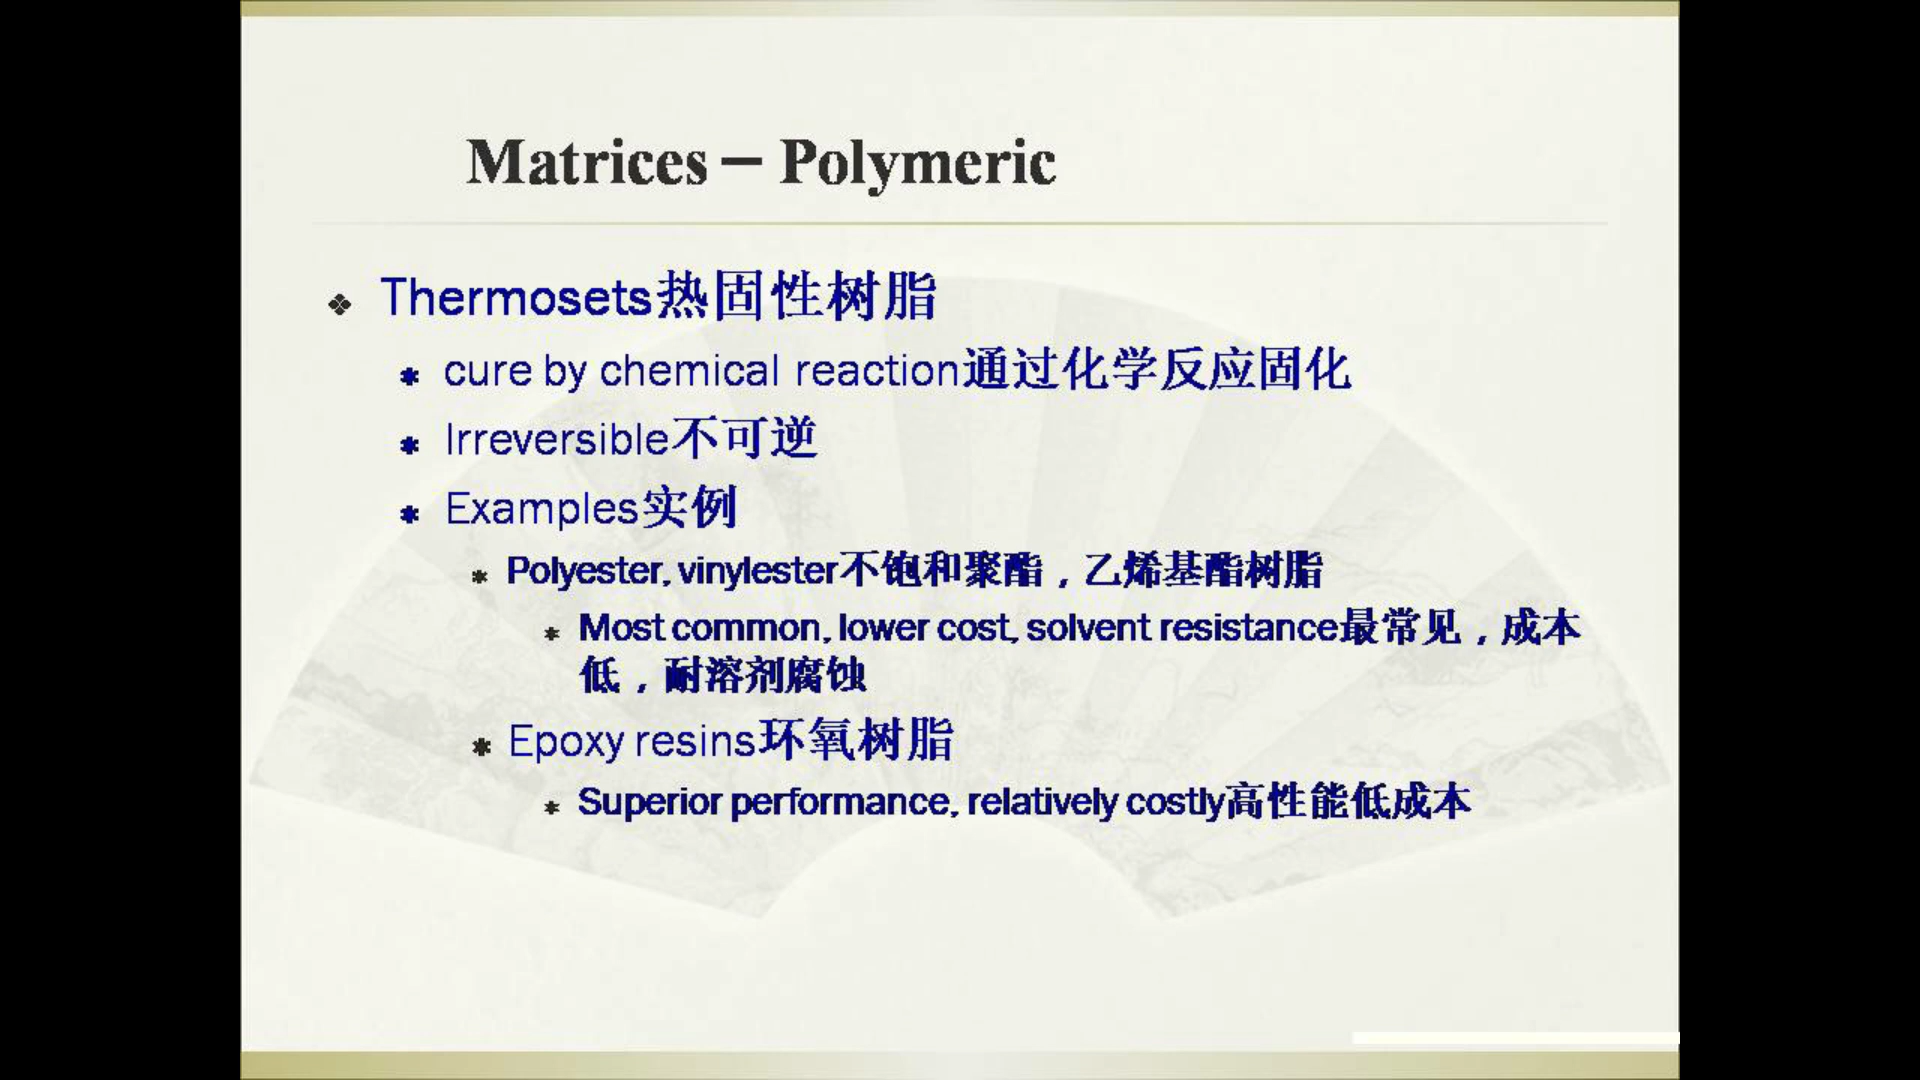 Matrices – Polymeric
Thermosets热固性树脂
cure by chemical reaction通过化学反应固化
Irreversible不可逆
Examples实例
Polyester, vinylester不饱和聚酯，乙烯基酯树脂
Most common, lower cost, solvent resistance最常见，成本
低，耐溶剂腐蚀
Epoxy resins环氧树脂
Superior performance, relatively costly高性能低成本